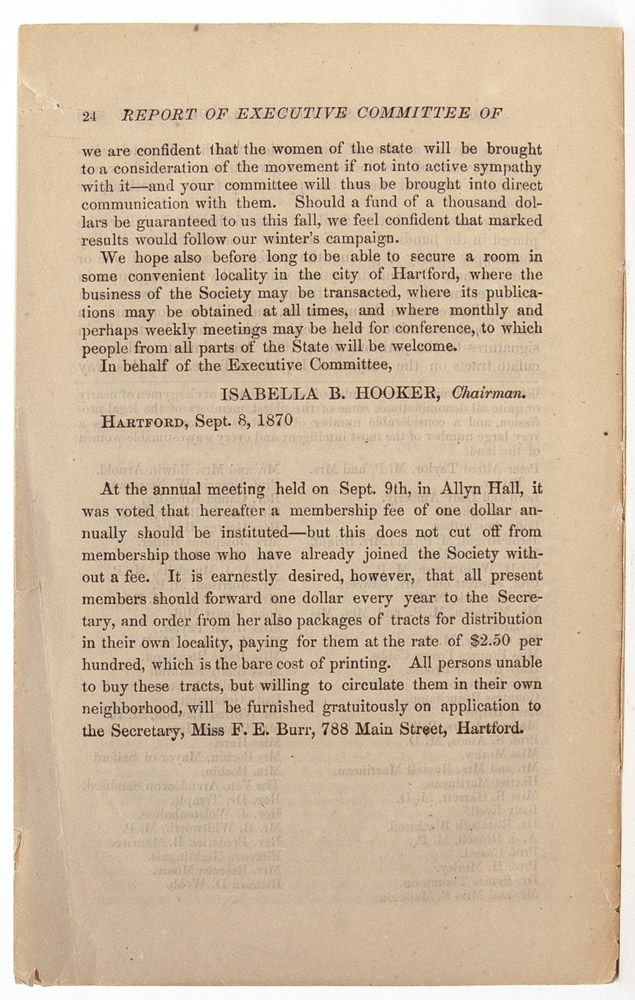 24 REPORT OF EXECUTIVE COMMITTEE OF
we are confident that the women of the state will be brought
to a consideration of the movement if not into active sympathy
with it—and your committee will thus be brought into direct
communication with them. Should a fund of a thousand dol-
lars be guaranteed to us this fall, we feel confident that marked
results would follow our winter's campaign.
We hope also before long to be able to secure a room in
some convenient locality in the city of Hartford, where the
business of the Society may be transacted, where its publica-
tions may be obtained at all times, and where monthly and
perhaps weekly meetings may be held for conference, to which
people from all parts of the State will be welcome.
In behalf of the Executive Committee,
ISABELLA B. HOOKER, Chairman.
HARTFORD, Sept. 8, 1870
At the annual meeting held on Sept. 9th, in Allyn Hall, it
was voted that hereafter a membership fee of one dollar an-
nually should be instituted—but this does not cut off from
membership those who have already joined the Society with-
out a fee. It is earnestly desired, however, that all present
members should forward one dollar every year to the Secre-
tary, and order from her also packages of tracts for distribution
in their own locality, paying for them at the rate of $2.50 per
hundred, which is the bare cost of printing. All persons unable
to buy these tracts, but willing to circulate them in their own
neighborhood, will be furnished gratuitously on application to
the Secretary, Miss F. E. Burr, 788 Main Street, Hartford.